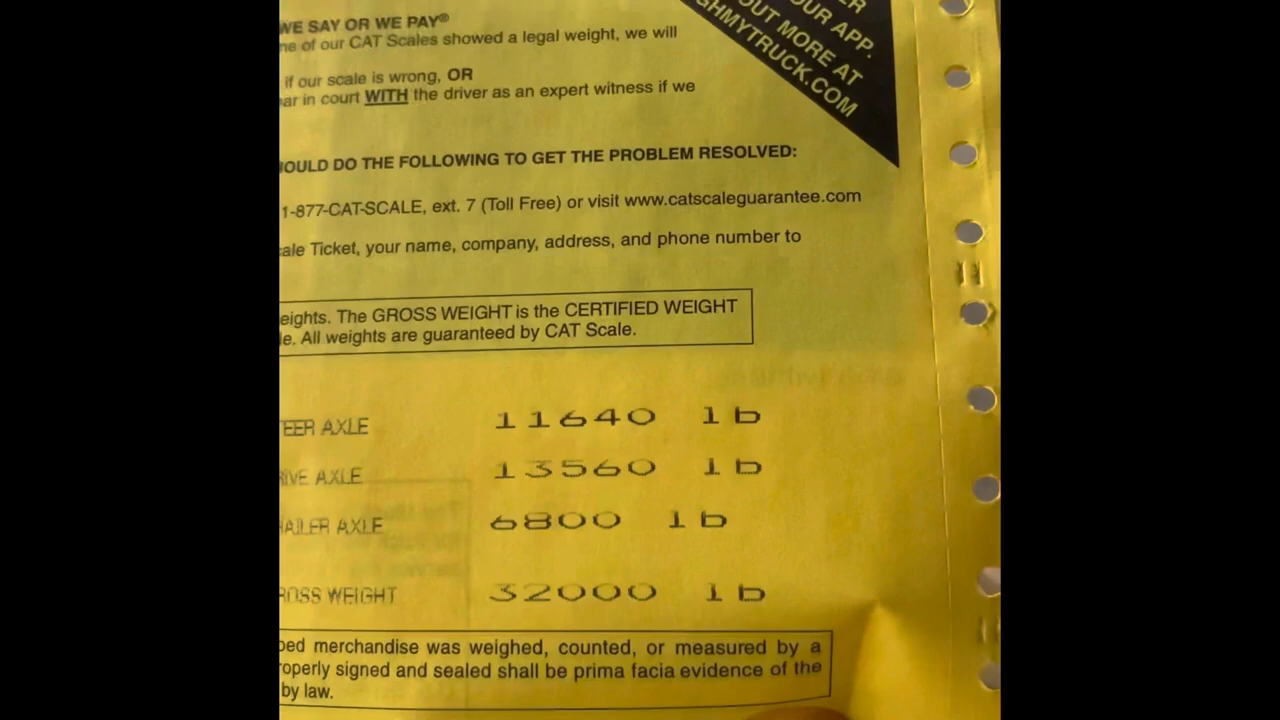 WE SAY OR WE PAY®
ne of our CAT Scales showed a legal weight, we will
if our scale is wrong, OR
ar in court WITH the driver as an expert witness if we
OUR APP.
OUT MORE AT
GHMYTRUCK.COM
OULD DO THE FOLLOWING TO GET THE PROBLEM RESOLVED:
1-877-CAT-SCALE, ext. 7 (Toll Free) or visit www.catscaleguarantee.com
ale Ticket, your name, company, address, and phone number to
eights. The GROSS WEIGHT is the CERTIFIED WEIGHT
le. All weights are guaranteed by CAT Scale.
EER AXLE 11640 lb
RIVE AXLE 13560 lb
AILER AXLE 6800 lb
ROSS WEIGHT 32000 lb
bed merchandise was weighed, counted, or measured by a
roperly signed and sealed shall be prima facia evidence of the
by law.